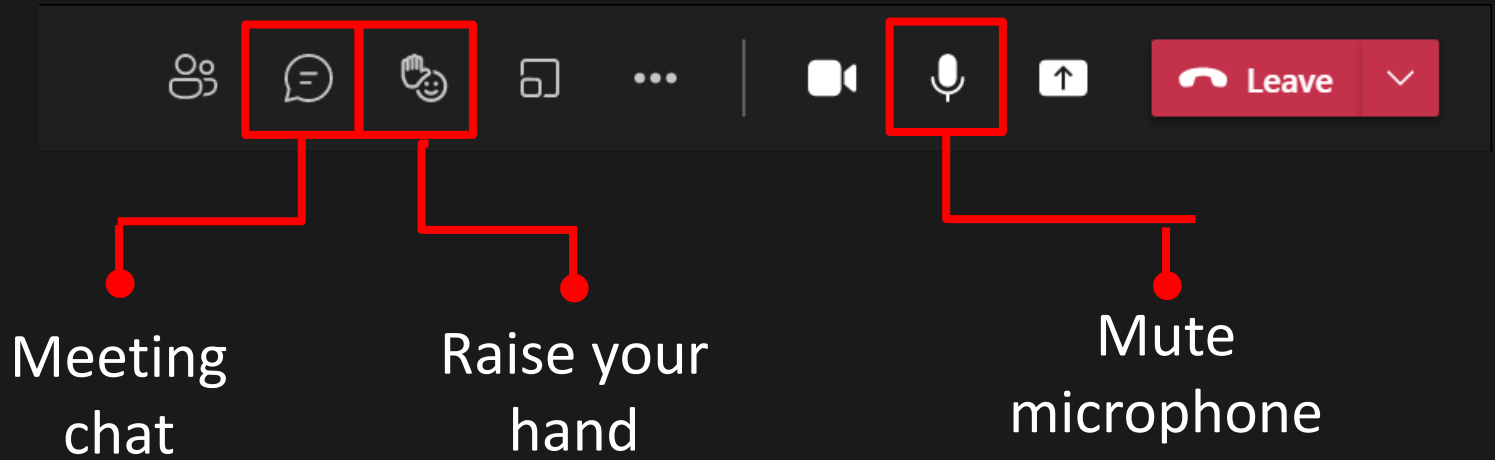 Leave
Meeting
chat
Raise your
hand
Mute
microphone